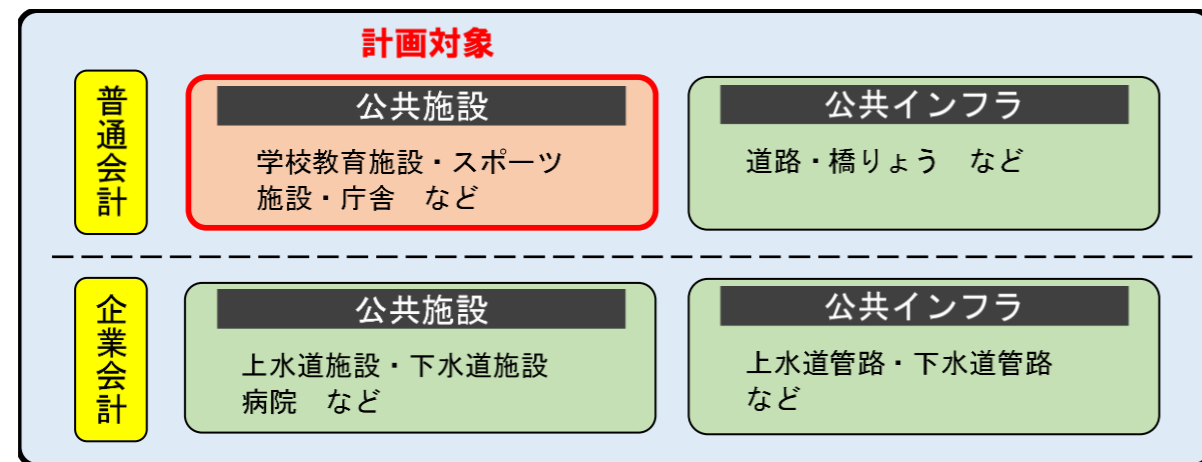 計画対象
普通会計
公共施設
学校教育施設・スポーツ
施設・庁舎　など
公共インフラ
道路・橋りょう　など
企業会計
公共施設
上水道施設・下水道施設
病院　など
公共インフラ
上水道管路・下水道管路
など